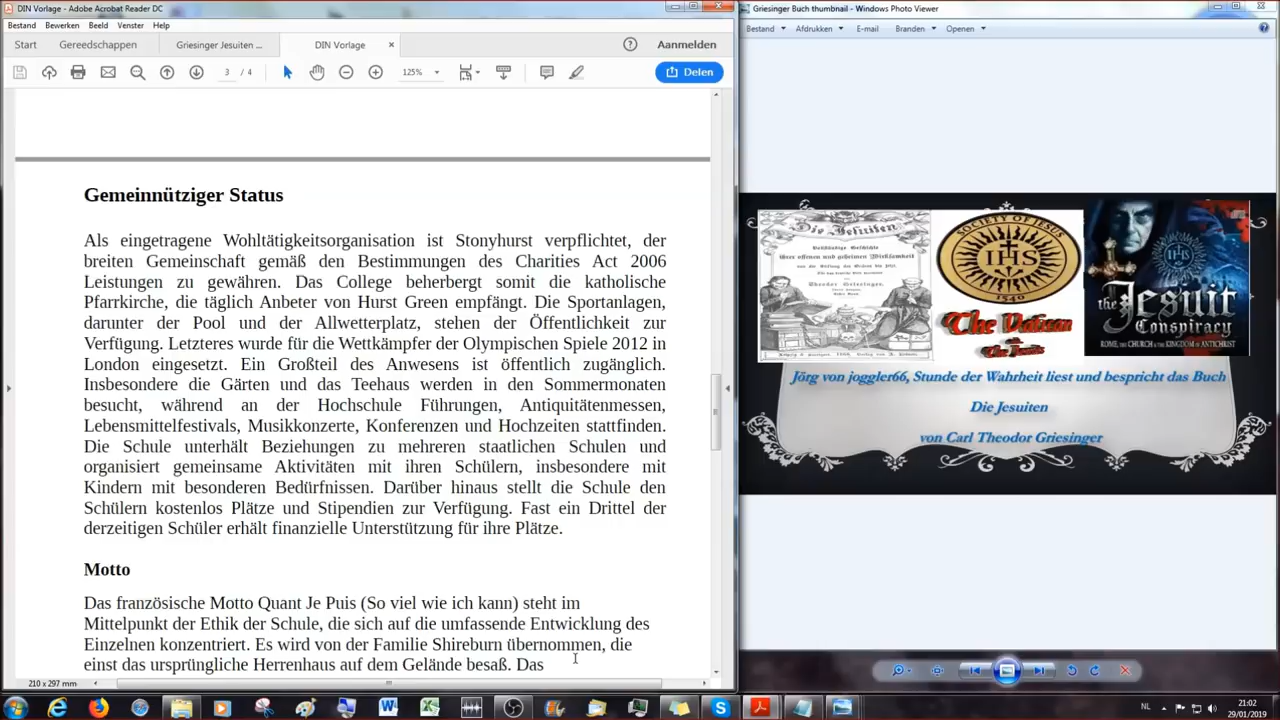 DIN Vorlage - Adobe Acrobat Reader DC
Bestand Bewerken Beeld Venster Help
Start Gereedschappen Griesinger Jesuiten ... DIN Vorlage × Aanmelden
3 / 4 125% Delen
Gemeinnütziger Status
Als eingetragene Wohltätigkeitsorganisation ist Stonyhurst verpflichtet, der
breiten Gemeinschaft gemäß den Bestimmungen des Charities Act 2006
Leistungen zu gewähren. Das College beherbergt somit die katholische
Pfarrkirche, die täglich Anbeter von Hurst Green empfängt. Die Sportanlagen,
darunter der Pool und der Allwetterplatz, stehen der Öffentlichkeit zur
Verfügung. Letzteres wurde für die Wettkämpfer der Olympischen Spiele 2012 in
London eingesetzt. Ein Großteil des Anwesens ist öffentlich zugänglich.
Insbesondere die Gärten und das Teehaus werden in den Sommermonaten
besucht, während an der Hochschule Führungen, Antiquitätenmessen,
Lebensmittelfestivals, Musikkonzerte, Konferenzen und Hochzeiten stattfinden.
Die Schule unterhält Beziehungen zu mehreren staatlichen Schulen und
organisiert gemeinsame Aktivitäten mit ihren Schülern, insbesondere mit
Kindern mit besonderen Bedürfnissen. Darüber hinaus stellt die Schule den
Schülern kostenlos Plätze und Stipendien zur Verfügung. Fast ein Drittel der
derzeitigen Schüler erhält finanzielle Unterstützung für ihre Plätze.
Motto
Das französische Motto Quant Je Puis (So viel wie ich kann) steht im
Mittelpunkt der Ethik der Schule, die sich auf die umfassende Entwicklung des
Einzelnen konzentriert. Es wird von der Familie Shireburn übernommen, die
einst das ursprüngliche Herrenhaus auf dem Gelände besaß. Das
210 x 297 mm
Griesinger Buch thumbnail - Windows Photo Viewer
Bestand Afdrukken E-mail Branden Openen
Die Jesuiten
Theodor Griesinger
SOCIETY OF JESUS
IHS
1540
The Vatican
The Jesuits
IHS
the Jesuit
Conspiracy
ROME, THE CHURCH & THE KINGDOM OF ANTICHRIST
Jörg von joggler66, Stunde der Wahrheit liest und bespricht das Buch
Die Jesuiten
von Carl Theodor Griesinger
NL 21:02
29/01/2019